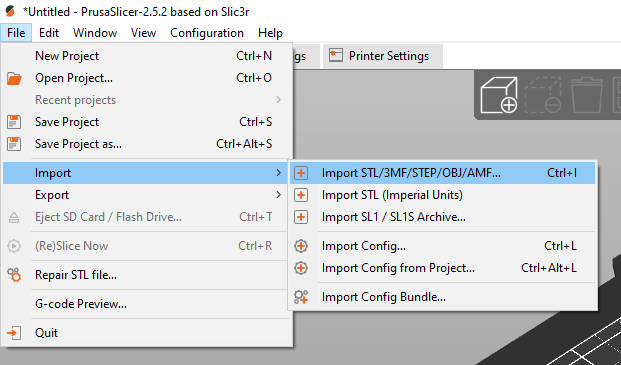 *Untitled - PrusaSlicer-2.5.2 based on Slic3r
File Edit Window View Configuration Help
gs Printer Settings
New Project Ctrl+N
Open Project... Ctrl+O
Recent projects
Save Project Ctrl+S
Save Project as... Ctrl+Alt+S
Import
Export
Eject SD Card / Flash Drive... Ctrl+T
(Re)Slice Now Ctrl+R
Repair STL file...
G-code Preview...
Quit
Import STL/3MF/STEP/OBJ/AMF... Ctrl+I
Import STL (Imperial Units)
Import SL1 / SL1S Archive...
Import Config... Ctrl+L
Import Config from Project... Ctrl+Alt+L
Import Config Bundle...